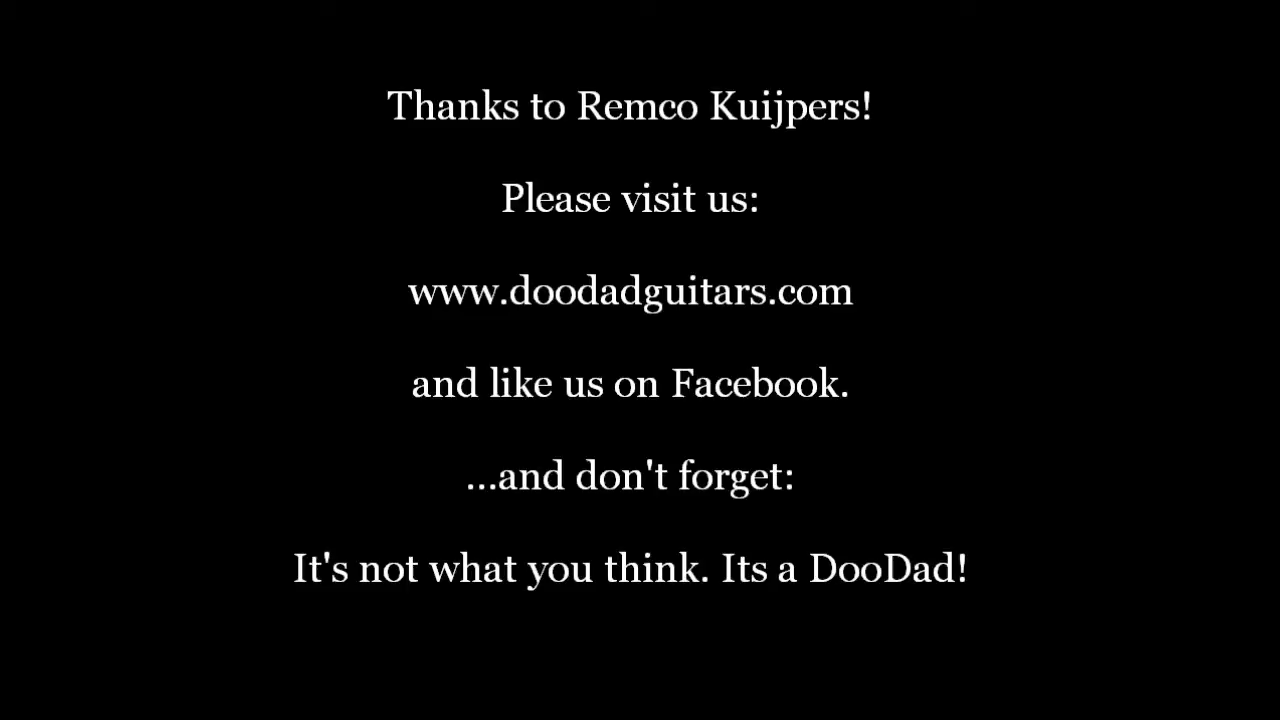 Thanks to Remco Kuijpers!
Please visit us:
www.doodadguitars.com
and like us on Facebook.
...and don't forget:
It's not what you think. Its a DooDad!